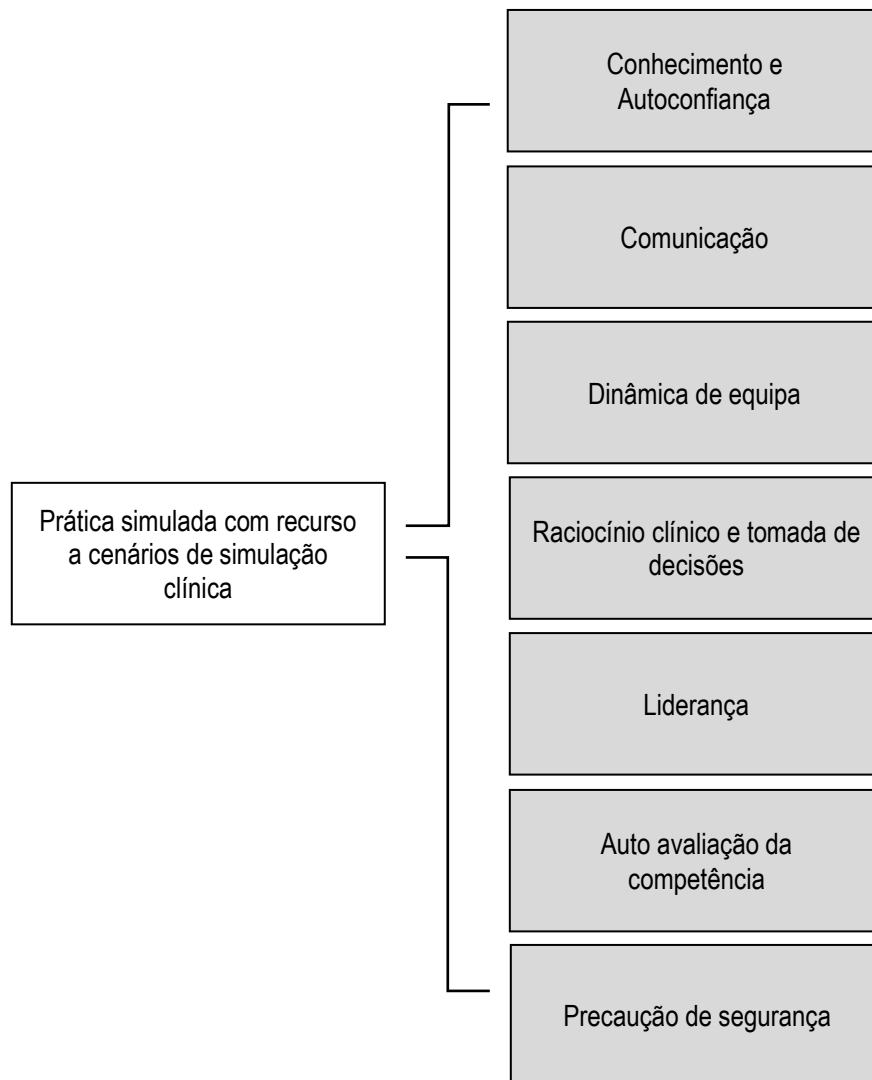 Conhecimento e
Autoconfiança
Comunicação
Dinâmica de equipa
Prática simulada com recurso
a cenários de simulação
clínica
Raciocínio clínico e tomada de
decisões
Liderança
Auto avaliação da
competência
Precaução de segurança